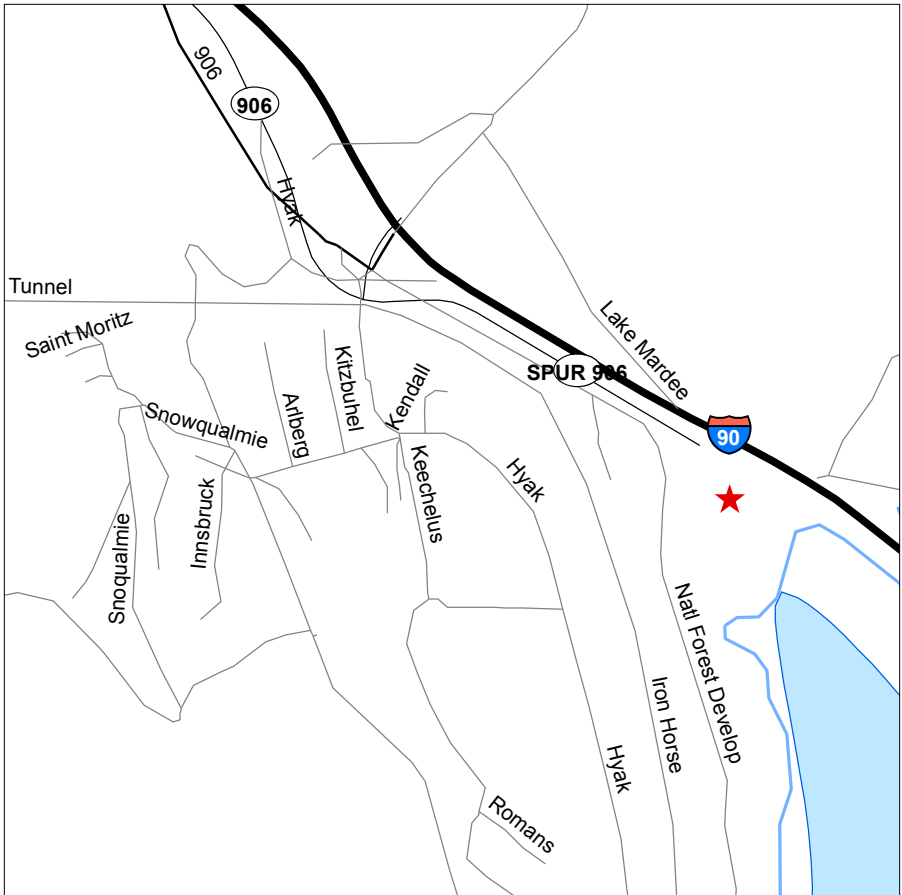 906
906
Hyak
Tunnel
Saint Moritz
Lake Mardee
Kitzbuhel
SPUR 906
Kendall
Arlberg
Snowqualmie
90
Keechelus
Hyak
Innsbruck
Snoqualmie
Natl Forest Develop
Iron Horse
Hyak
Romans